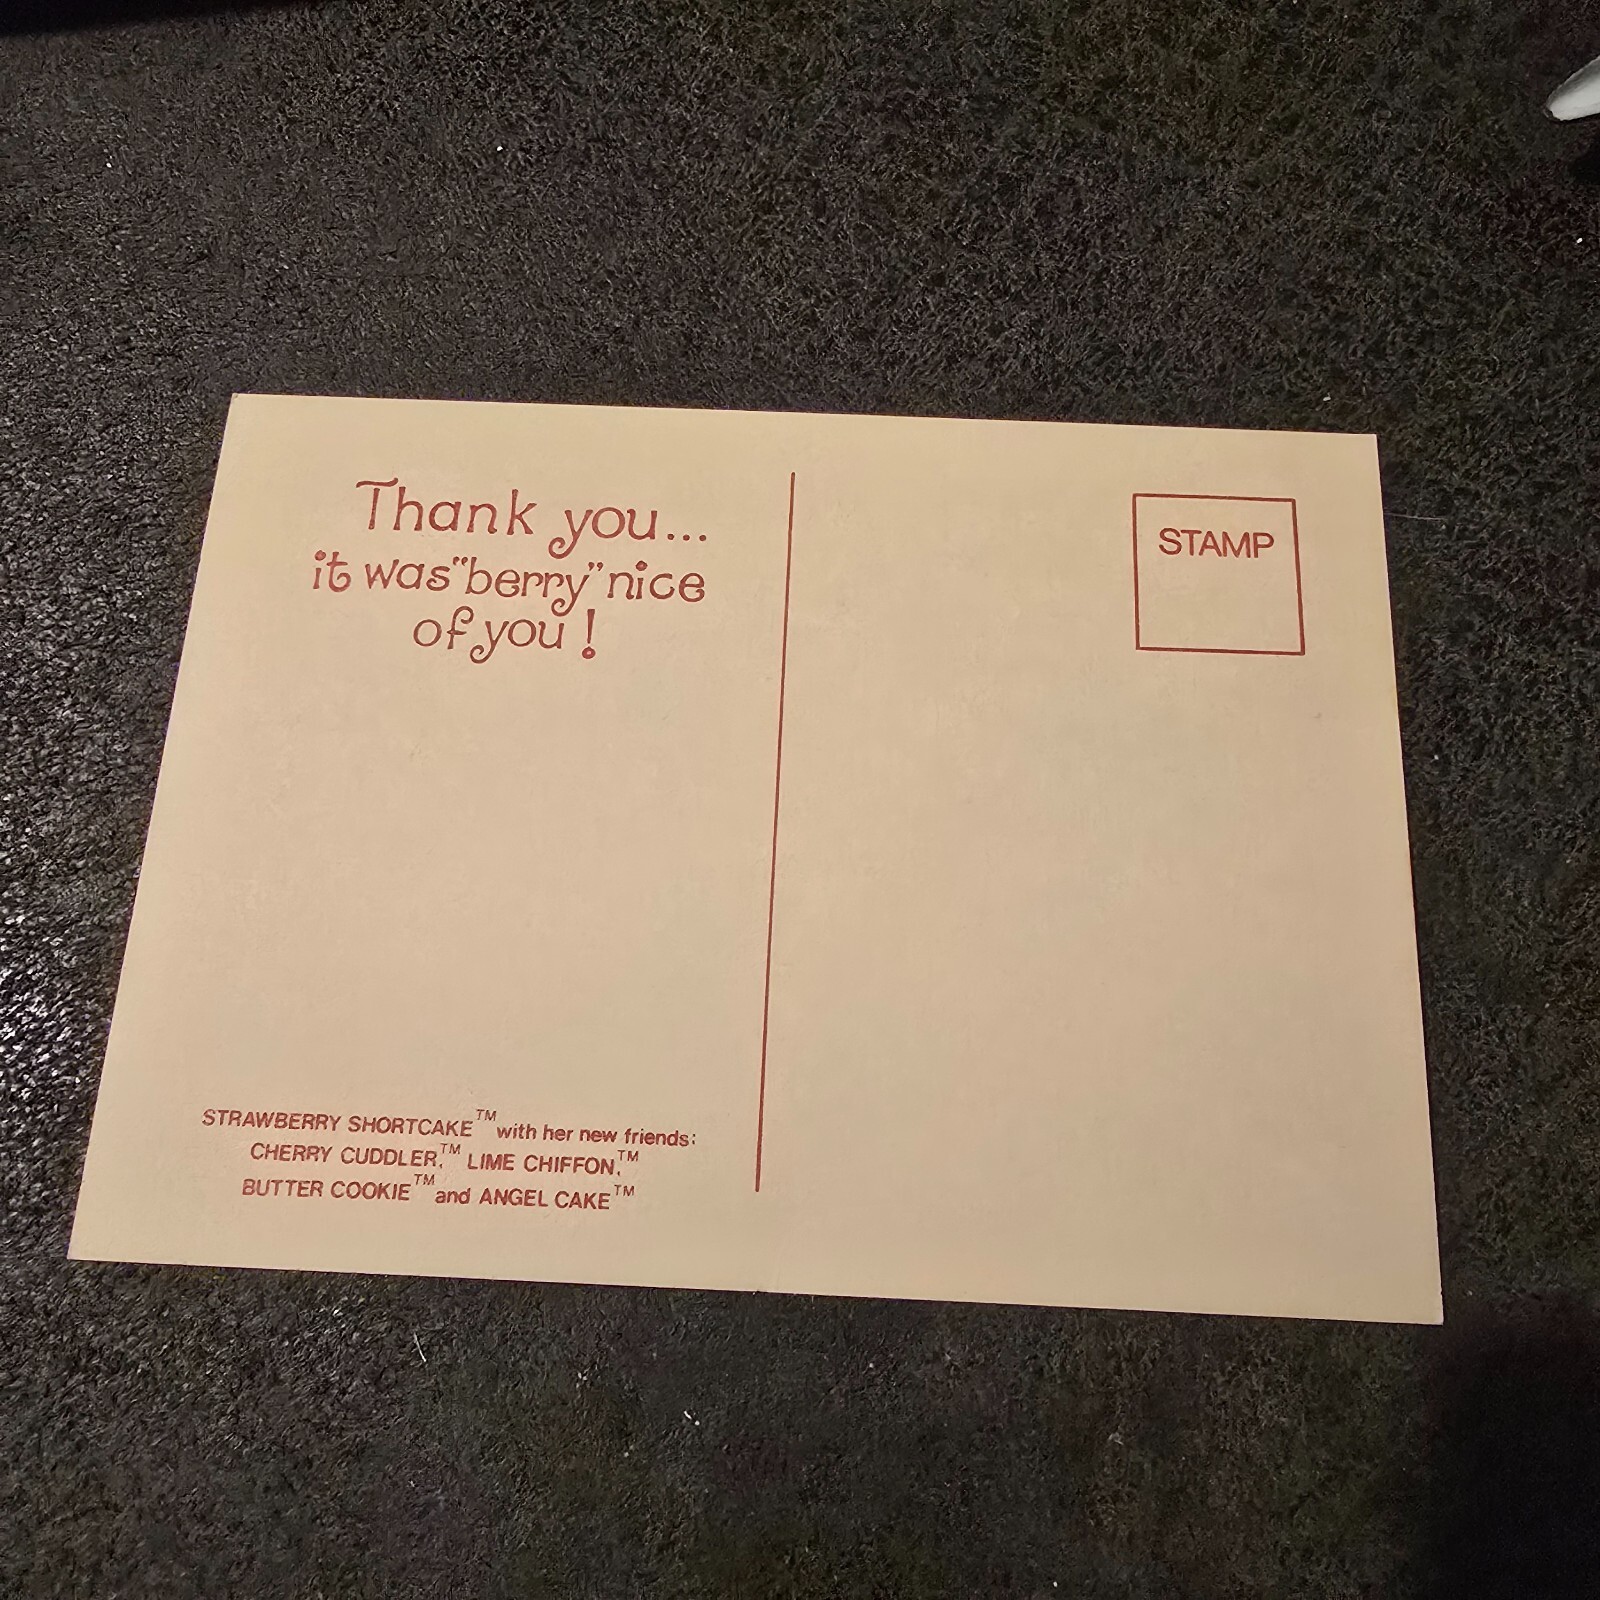 Thank you...
it was "berry" nice
of you!
STAMP
STRAWBERRY SHORTCAKE™ with her new friends:
CHERRY CUDDLER,™ LIME CHIFFON,™
BUTTER COOKIE™ and ANGEL CAKE™